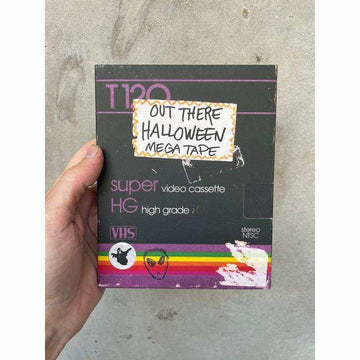 T120
OUT THERE
HALLOWEEN
MEGA TAPE
super video cassette
HG high grade
VHS
stereo
NTSC